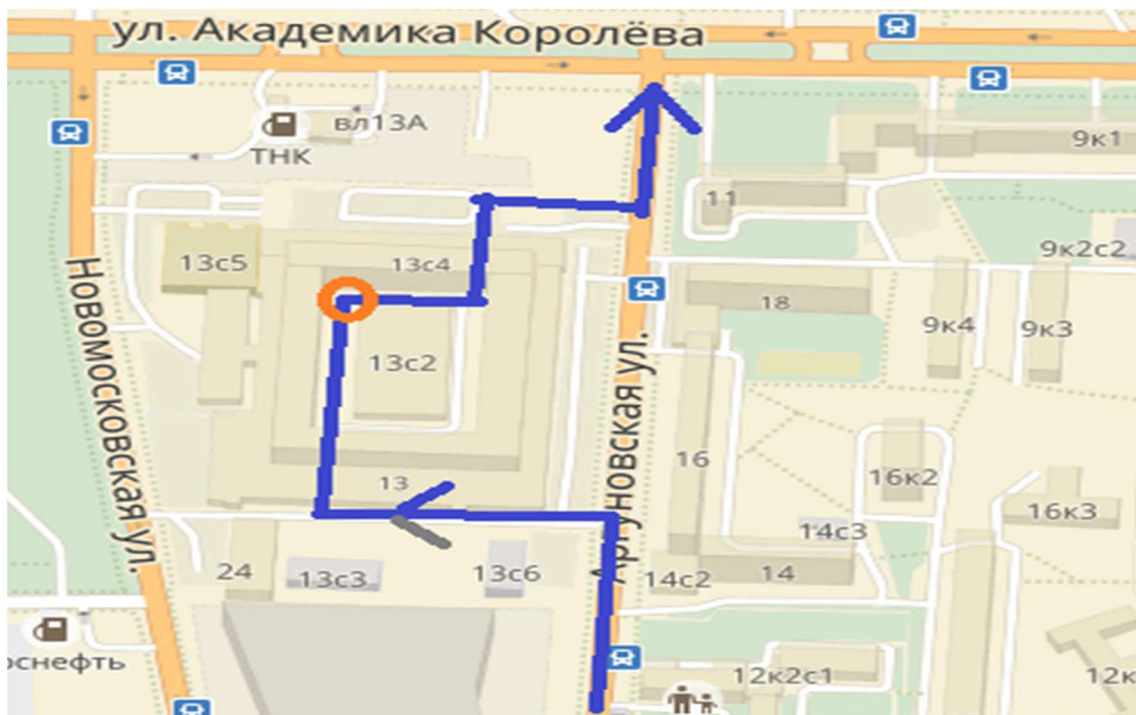 ул. Академика Королёва
вл13А
ТНК
9к1
11
13с5
13с4
9к2с2
18
9к4
9к3
13с2
Новомосковская ул.
Аргуновская ул.
16
13
16к2
16к3
14с3
24
13с3
13с6
14с2
14
оснефть
12к2с1
12к